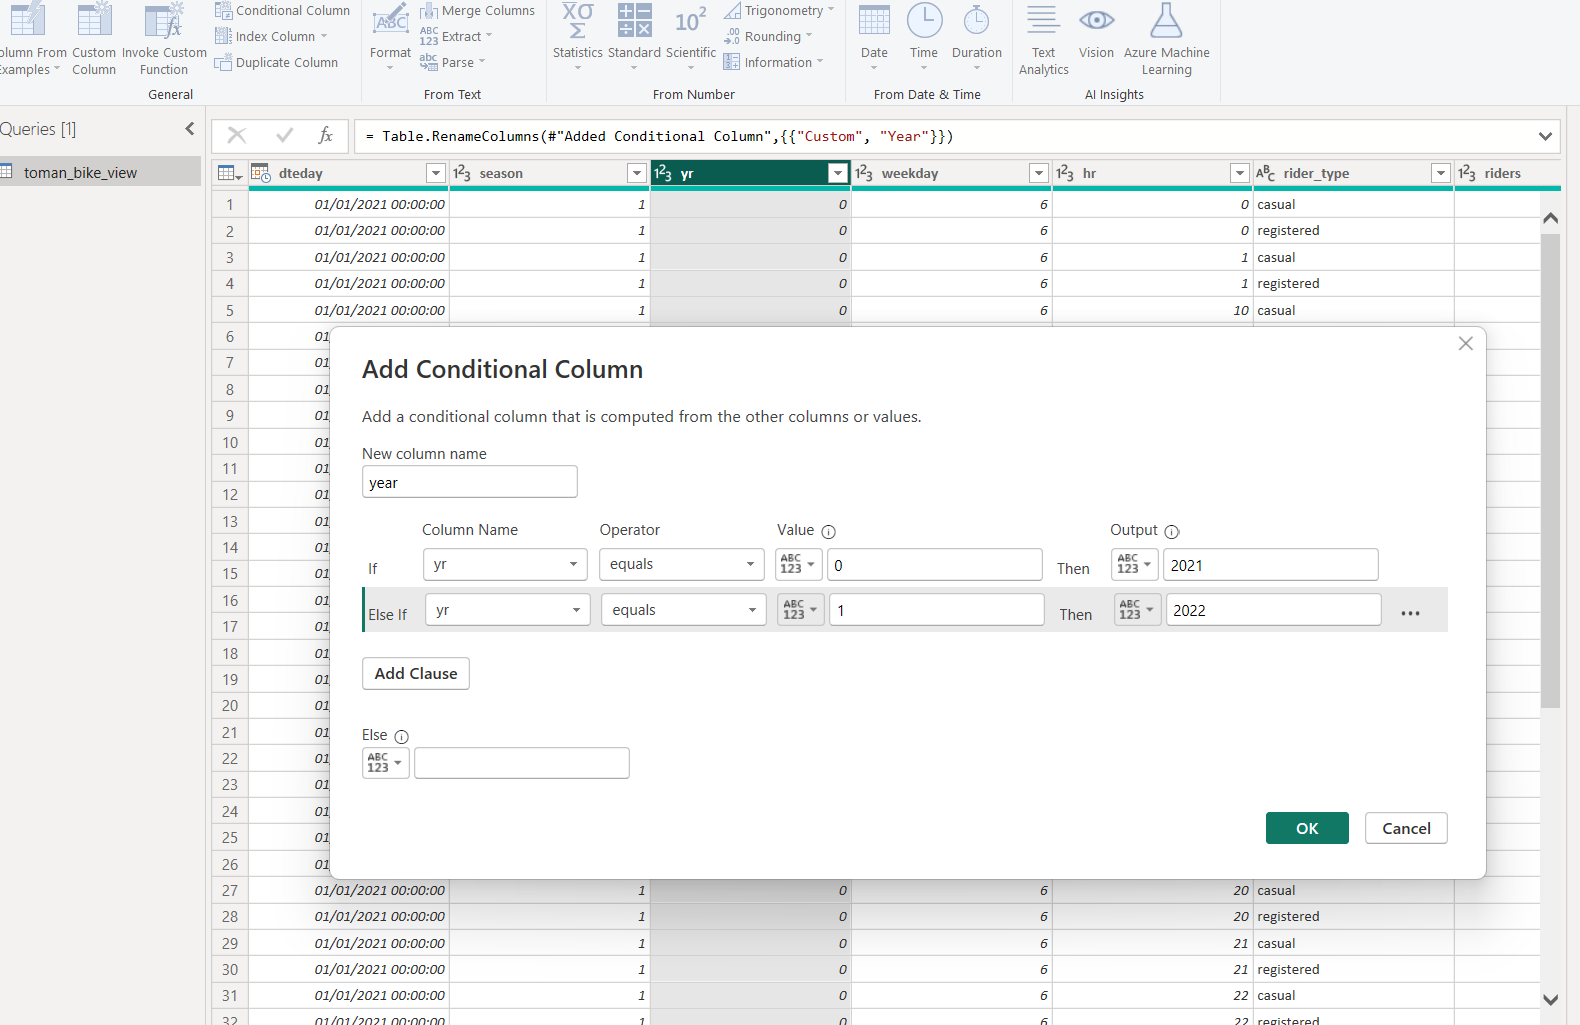 Conditional Column
Merge Columns
Trigonometry
Index Column
Extract
Rounding
Duplicate Column
Parse
Information
Column From
Examples
Custom
Column
Invoke Custom
Function
Format
Statistics
Standard
Scientific
Date
Time
Duration
Text
Analytics
Vision
Azure Machine
Learning
General
From Text
From Number
From Date & Time
AI Insights
Queries [1]
= Table.RenameColumns(#"Added Conditional Column",{{"Custom", "Year"}})
toman_bike_view
dteday season yr weekday hr rider_type riders
1 01/01/2021 00:00:00 1 0 6 0 casual
2 01/01/2021 00:00:00 1 0 6 0 registered
3 01/01/2021 00:00:00 1 0 6 1 casual
4 01/01/2021 00:00:00 1 0 6 1 registered
5 01/01/2021 00:00:00 1 0 6 10 casual
6 01
7 01
8 01
9 01
10 01
11 01
12 01
13 01
14 01
15 01
16 01
17 01
18 01
19 01
20 01
21 01
22 01
23 01
24 01
25 01
26 01
Add Conditional Column
Add a conditional column that is computed from the other columns or values.
New column name
year
Column Name Operator Value Output
If yr equals ABC 123 0 Then ABC 123 2021
Else If yr equals ABC 123 1 Then ABC 123 2022 ...
Add Clause
Else
ABC 123
OK Cancel
27 01/01/2021 00:00:00 1 0 6 20 casual
28 01/01/2021 00:00:00 1 0 6 20 registered
29 01/01/2021 00:00:00 1 0 6 21 casual
30 01/01/2021 00:00:00 1 0 6 21 registered
31 01/01/2021 00:00:00 1 0 6 22 casual
32 01/01/2021 00:00:00 1 0 6 22 registered